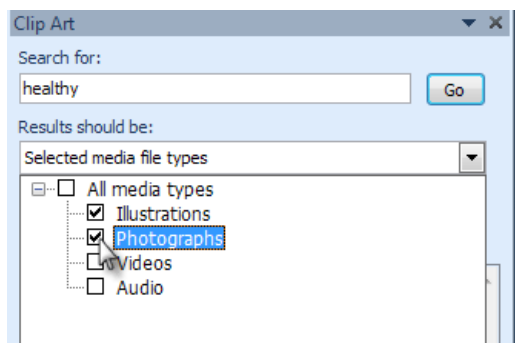 Clip Art
Search for:
healthy
Go
Results should be:
Selected media file types
All media types
Illustrations
Photographs
Videos
Audio